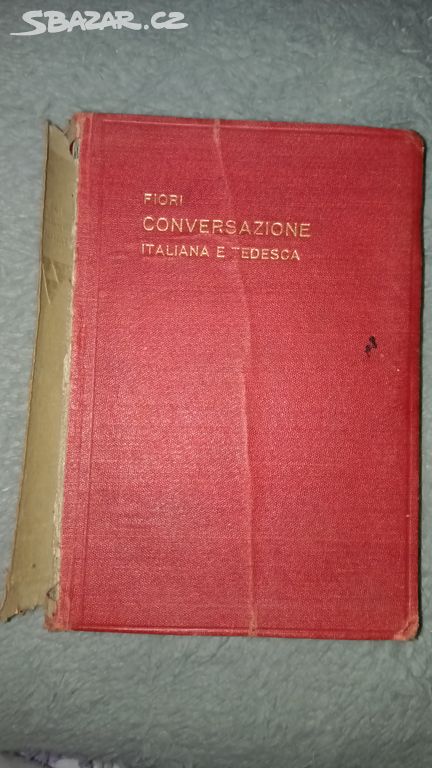 SBAZAR.CZ
FIORI
CONVERSAZIONE
ITALIANA E TEDESCA